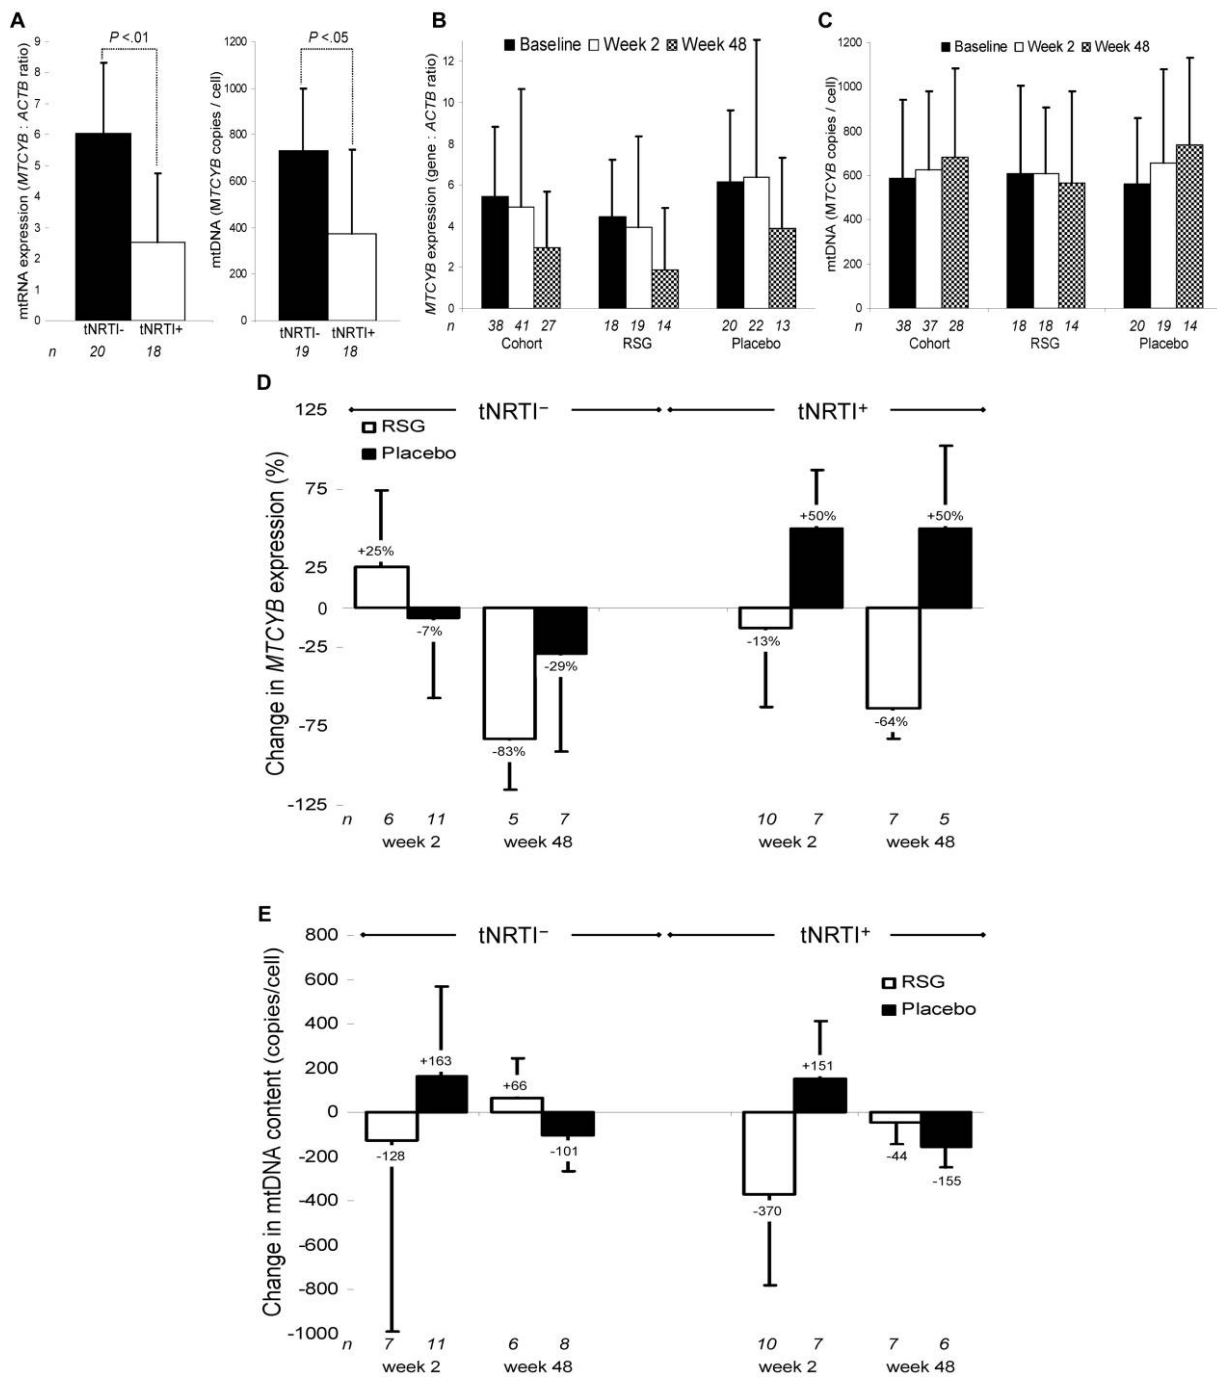 A
P <.01
mtRNA expression (MTCYB : ACTB ratio)
9
8
7
6
5
4
3
2
1
0
tNRTI- tNRTI+
n 20 18
P <.05
mtDNA (MTCYB copies / cell)
1200
1000
800
600
400
200
0
tNRTI- tNRTI+
19 18
B
Baseline Week 2 Week 48
MTCYB expression (gene : ACTB ratio)
12
10
8
6
4
2
0
n 38 41 27 18 19 14 20 22 13
Cohort RSG Placebo
C
Baseline Week 2 Week 48
mtDNA (MTCYB copies / cell)
1200
1000
800
600
400
200
0
n 38 37 28 18 18 14 20 19 14
Cohort RSG Placebo
D
tNRTI− tNRTI+
RSG
Placebo
Change in MTCYB expression (%)
125
75
25
0
-25
-75
-125
+25%
-7%
-83%
-29%
-13%
+50%
-64%
+50%
n 6 11 5 7 10 7 7 5
week 2 week 48 week 2 week 48
E
tNRTI− tNRTI+
RSG
Placebo
Change in mtDNA content (copies/cell)
800
600
400
200
0
-200
-400
-600
-800
-1000
-128
+163
+66
-101
-370
+151
-44
-155
n 7 11 6 8 10 7 7 6
week 2 week 48 week 2 week 48